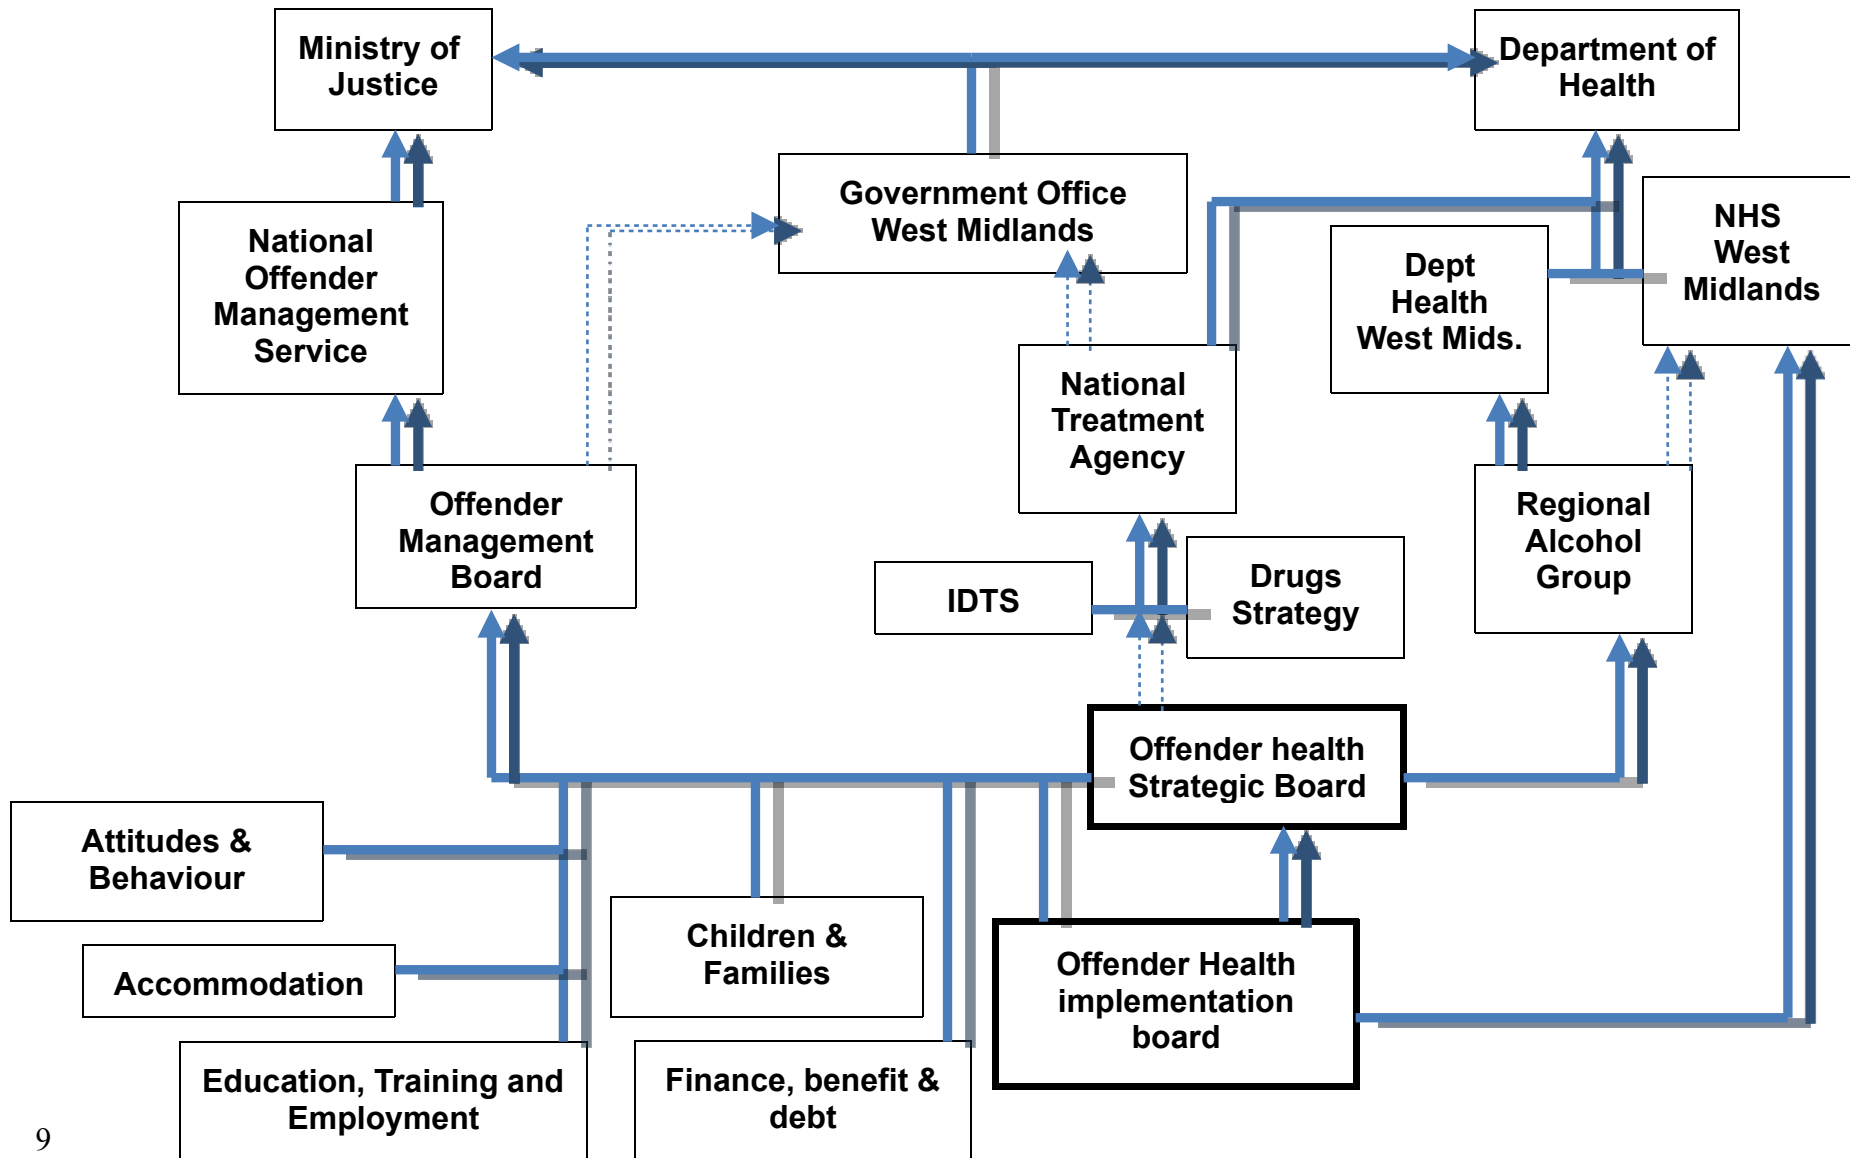 Ministry of
Justice
Department of
Health
Government Office
West Midlands
National
Offender
Management
Service
Dept
Health
West Mids.
NHS
West
Midlands
National
Treatment
Agency
Offender
Management
Board
Regional
Alcohol
Group
IDTS
Drugs
Strategy
Offender health
Strategic Board
Attitudes &
Behaviour
Children &
Families
Offender Health
implementation
board
Accommodation
Education, Training and
Employment
Finance, benefit &
debt
9